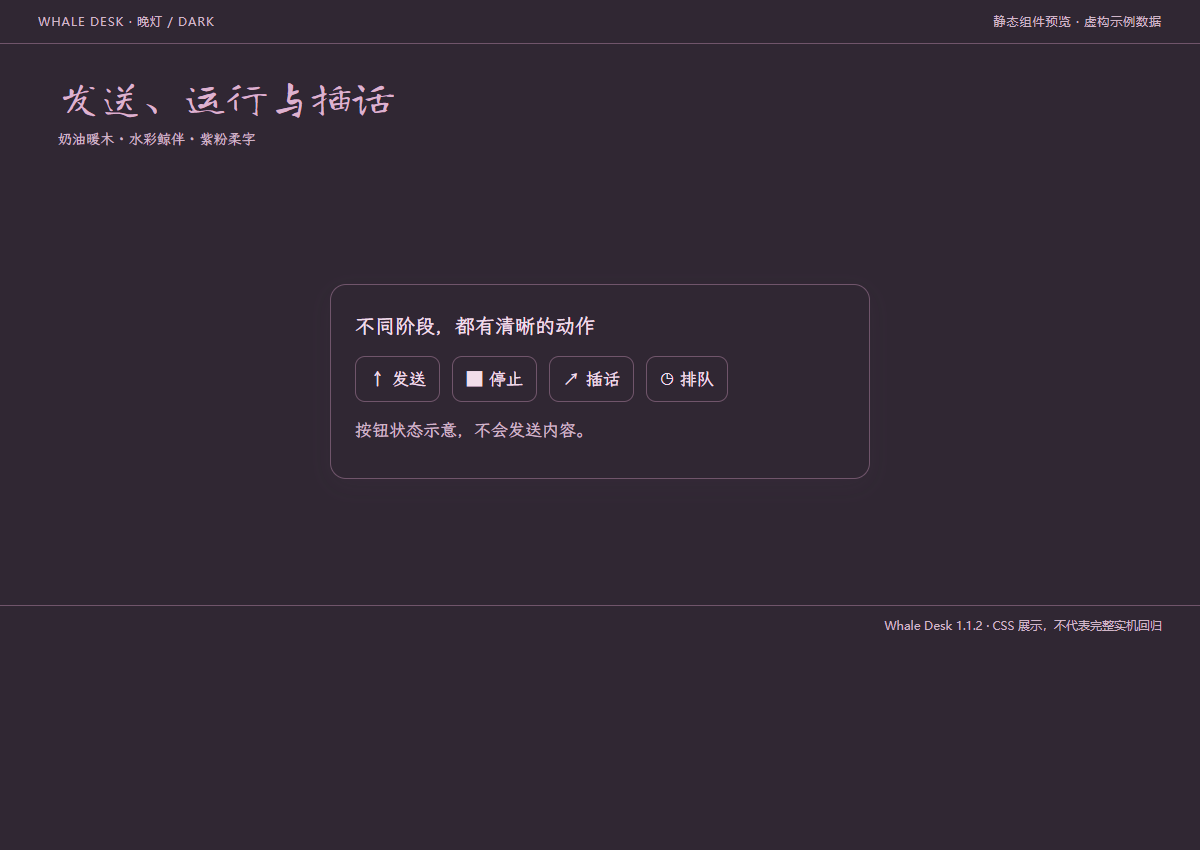 WHALE DESK · 晚灯 / DARK
静态组件预览 · 虚构示例数据
发送、运行与插话
奶油暖木 · 水彩鲸伴 · 紫粉柔字
不同阶段，都有清晰的动作
↑ 发送 ■ 停止 ↗ 插话 ◷ 排队
按钮状态示意，不会发送内容。
Whale Desk 1.1.2 · CSS 展示，不代表完整实机回归